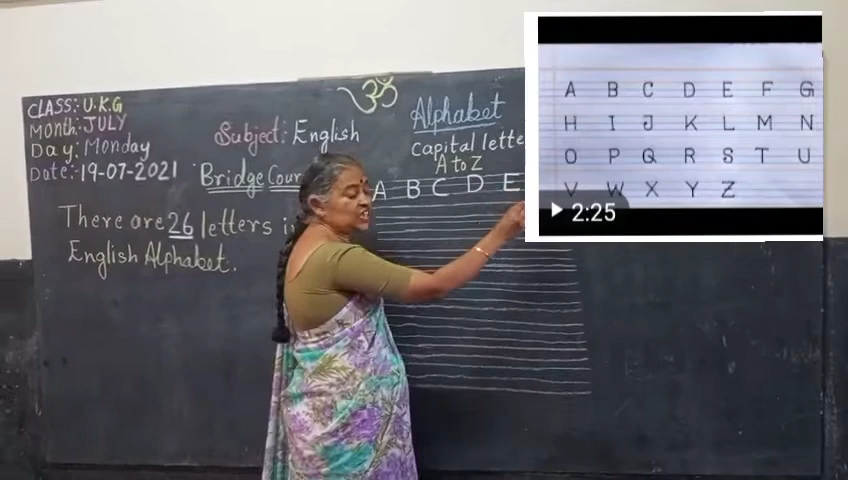 CLASS:- U.K.G
Month:- JULY
Day:- Monday
Date:- 19-07-2021
ॐ
Subject:- English
Bridge Cour
There are 26 letters in
English Alphabet.
Alphabet
Capital lette
A to Z
A B C D E
A B C D E F G
H I J K L M N
O P Q R S T U
V W X Y Z
2:25